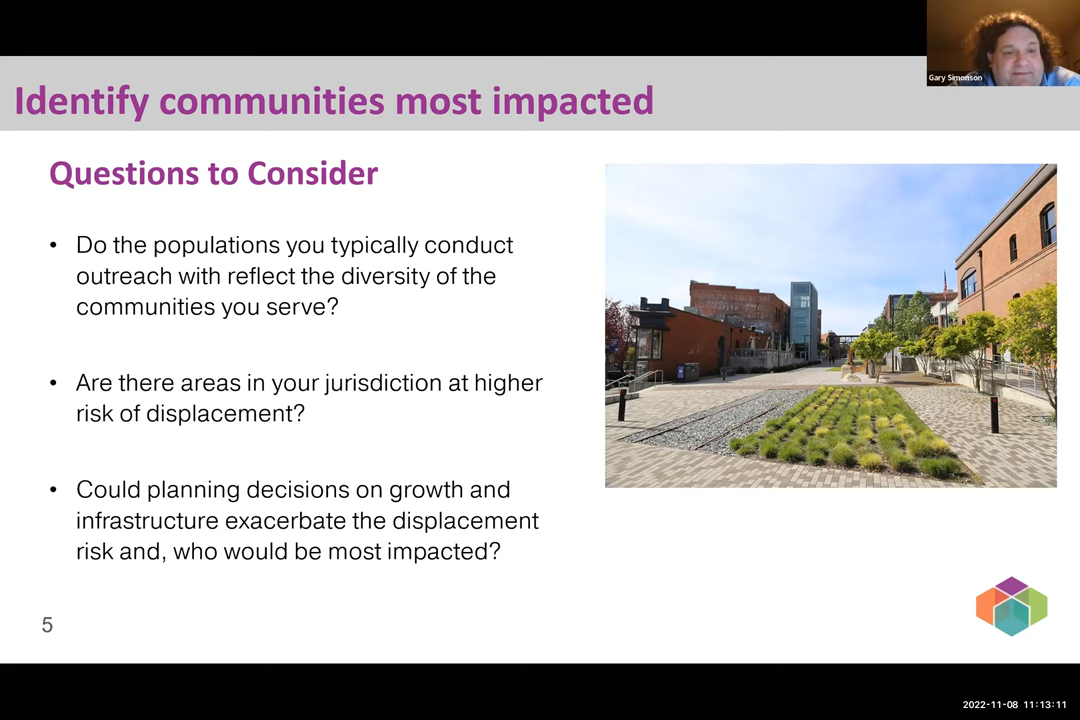 Gary Simonson
Identify communities most impacted
Questions to Consider
• Do the populations you typically conduct
outreach with reflect the diversity of the
communities you serve?
• Are there areas in your jurisdiction at higher
risk of displacement?
• Could planning decisions on growth and
infrastructure exacerbate the displacement
risk and, who would be most impacted?
5
2022-11-08 11:13:11